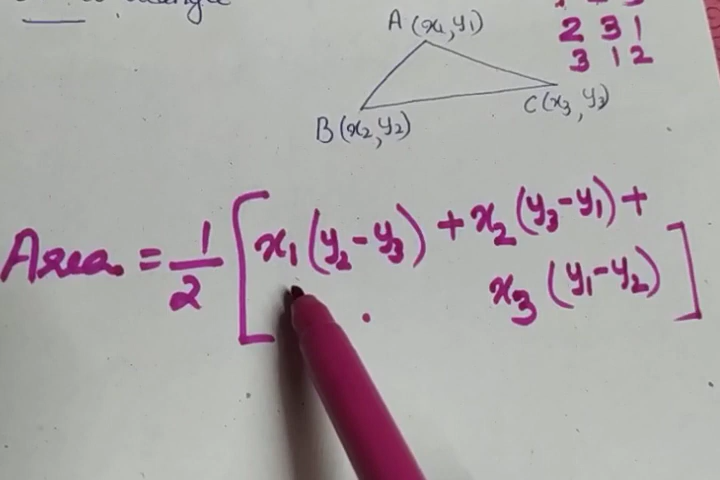 triangle
A (x₁, y₁)
2 3 1
3 1 2
B (x₂, y₂)
C (x₃, y₃)
Area = 1/2 [ x₁ (y₂ - y₃) + x₂ (y₃ - y₁) +
x₃ (y₁ - y₂) ]